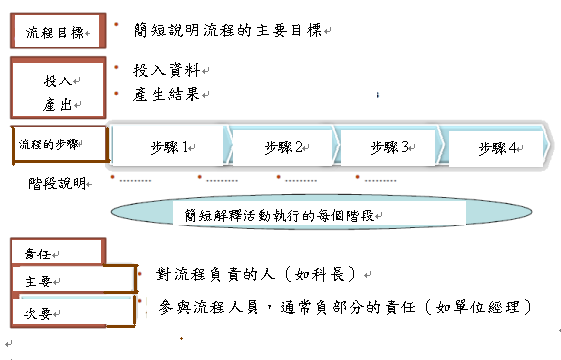 流程目標 • 簡短說明流程的主要目標
投入 • 投入資料
產出 • 產生結果
流程的步驟 步驟1 步驟2 步驟3 步驟4
階段說明 • --------- • --------- • --------- • ---------
簡短解釋活動執行的每個階段
責任
主要 • 對流程負責的人（如科長）
次要 • 參與流程人員，通常負部分的責任（如單位經理）